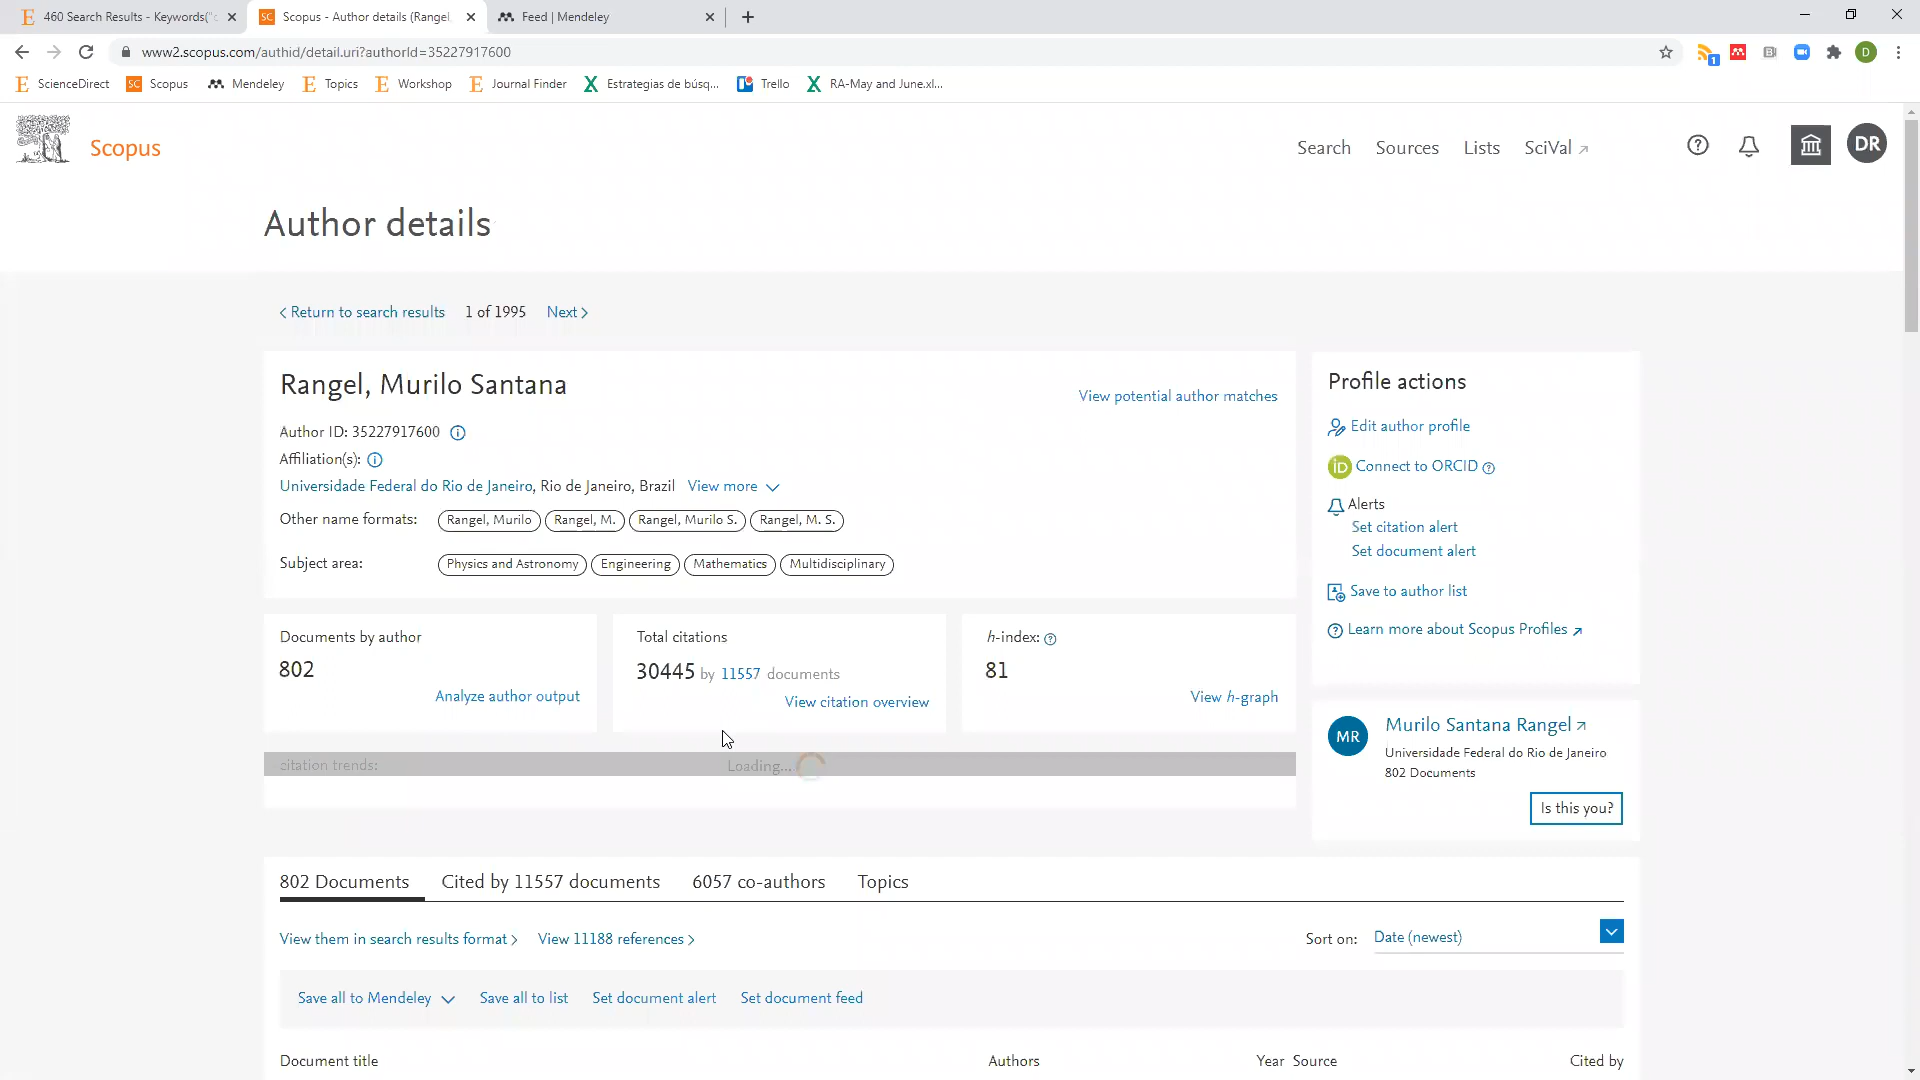 460 Search Results - Keywords("c
Scopus - Author details (Rangel,
Feed | Mendeley
www2.scopus.com/authid/detail.uri?authorId=35227917600
1
D
ScienceDirect
Scopus
Mendeley
Topics
Workshop
Journal Finder
Estrategias de búsq...
Trello
RA-May and June.xl...
Scopus
Search
Sources
Lists
SciVal
DR
Author details
Return to search results
1 of 1995
Next
Rangel, Murilo Santana
View potential author matches
Author ID: 35227917600
Affiliation(s):
Universidade Federal do Rio de Janeiro, Rio de Janeiro, Brazil
View more
Other name formats:
Rangel, Murilo
Rangel, M.
Rangel, Murilo S.
Rangel, M. S.
Subject area:
Physics and Astronomy
Engineering
Mathematics
Multidisciplinary
Profile actions
Edit author profile
iD
Connect to ORCID
Alerts
Set citation alert
Set document alert
Save to author list
Learn more about Scopus Profiles
Documents by author
802
Analyze author output
Total citations
30445 by 11557 documents
View citation overview
h-index:
81
View h-graph
MR
Murilo Santana Rangel
Universidade Federal do Rio de Janeiro
802 Documents
Is this you?
citation trends:
Loading...
802 Documents
Cited by 11557 documents
6057 co-authors
Topics
View them in search results format
View 11188 references
Sort on:
Date (newest)
Save all to Mendeley
Save all to list
Set document alert
Set document feed
Document title
Authors
Year
Source
Cited by